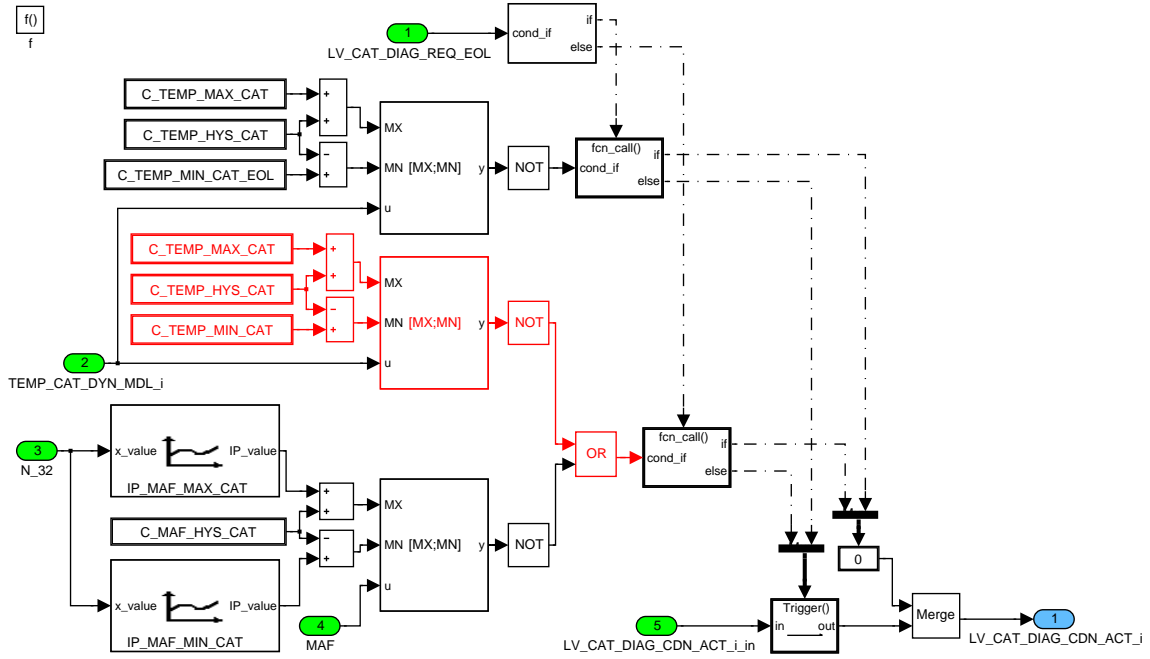 f()
f
1
LV_CAT_DIAG_REQ_EOL
cond_if
if
else
C_TEMP_MAX_CAT
+
+
C_TEMP_HYS_CAT
−
+
C_TEMP_MIN_CAT_EOL
MX
MN [MX;MN] y
u
NOT
fcn_call()
cond_if
if
else
C_TEMP_MAX_CAT
+
+
C_TEMP_HYS_CAT
−
+
C_TEMP_MIN_CAT
MX
MN [MX;MN] y
u
NOT
2
TEMP_CAT_DYN_MDL_i
3
N_32
x_value IP_value
IP_MAF_MAX_CAT
+
+
C_MAF_HYS_CAT
−
+
x_value IP_value
IP_MAF_MIN_CAT
MX
MN [MX;MN] y
u
NOT
4
MAF
OR
fcn_call()
cond_if
if
else
0
5
LV_CAT_DIAG_CDN_ACT_i_in
Trigger()
in out
Merge
1
LV_CAT_DIAG_CDN_ACT_i